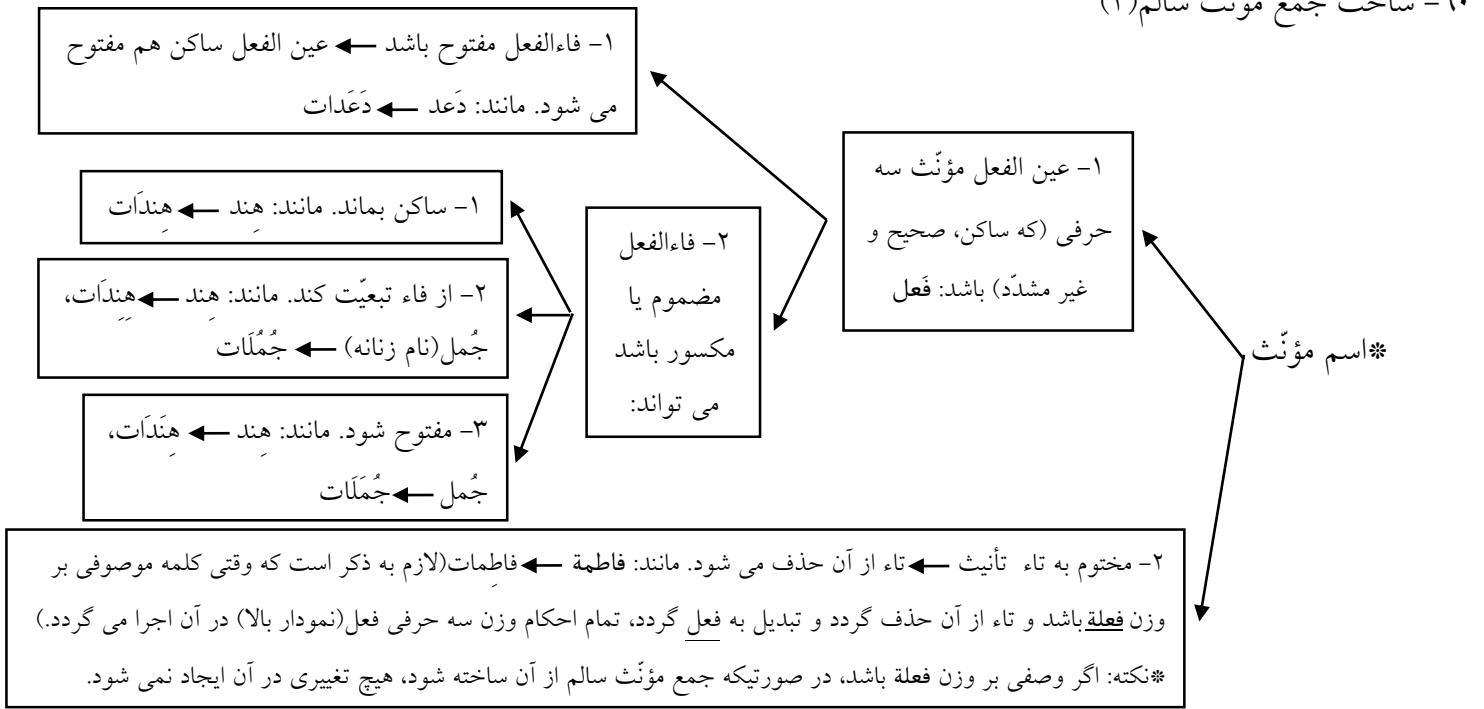 ۲۰- ساخت جمع مؤنّث سالم(۲)
*اسم مؤنّث
۱- عین الفعل مؤنّث سه
حرفی (که ساکن، صحیح و
غیر مشدّد) باشد: فَعل
۱- فاءالفعل مفتوح باشد ← عین الفعل ساکن هم مفتوح
می شود. مانند: دَعد ← دَعَدات
۲- فاءالفعل
مضموم یا
مکسور باشد
می تواند:
۱- ساکن بماند. مانند: هِند ← هِندَات
۲- از فاء تبعیّت کند. مانند: هِند ← هِنِدَات،
جُمل(نام زنانه) ← جُمُلَات
۳- مفتوح شود. مانند: هِند ← هِنَدَات،
جُمل ← جُمَلَات
۲- مختوم به تاء تأنیث ← تاء از آن حذف می شود. مانند: فاطمة ← فاطِمات(لازم به ذکر است که وقتی کلمه موصوفی بر
وزن فعلة باشد و تاء از آن حذف گردد و تبدیل به فعل گردد، تمام احکام وزن سه حرفی فعل(نمودار بالا) در آن اجرا می گردد.)
*نکته: اگر وصفی بر وزن فعلة باشد، در صورتیکه جمع مؤنّث سالم از آن ساخته شود، هیچ تغییری در آن ایجاد نمی شود.